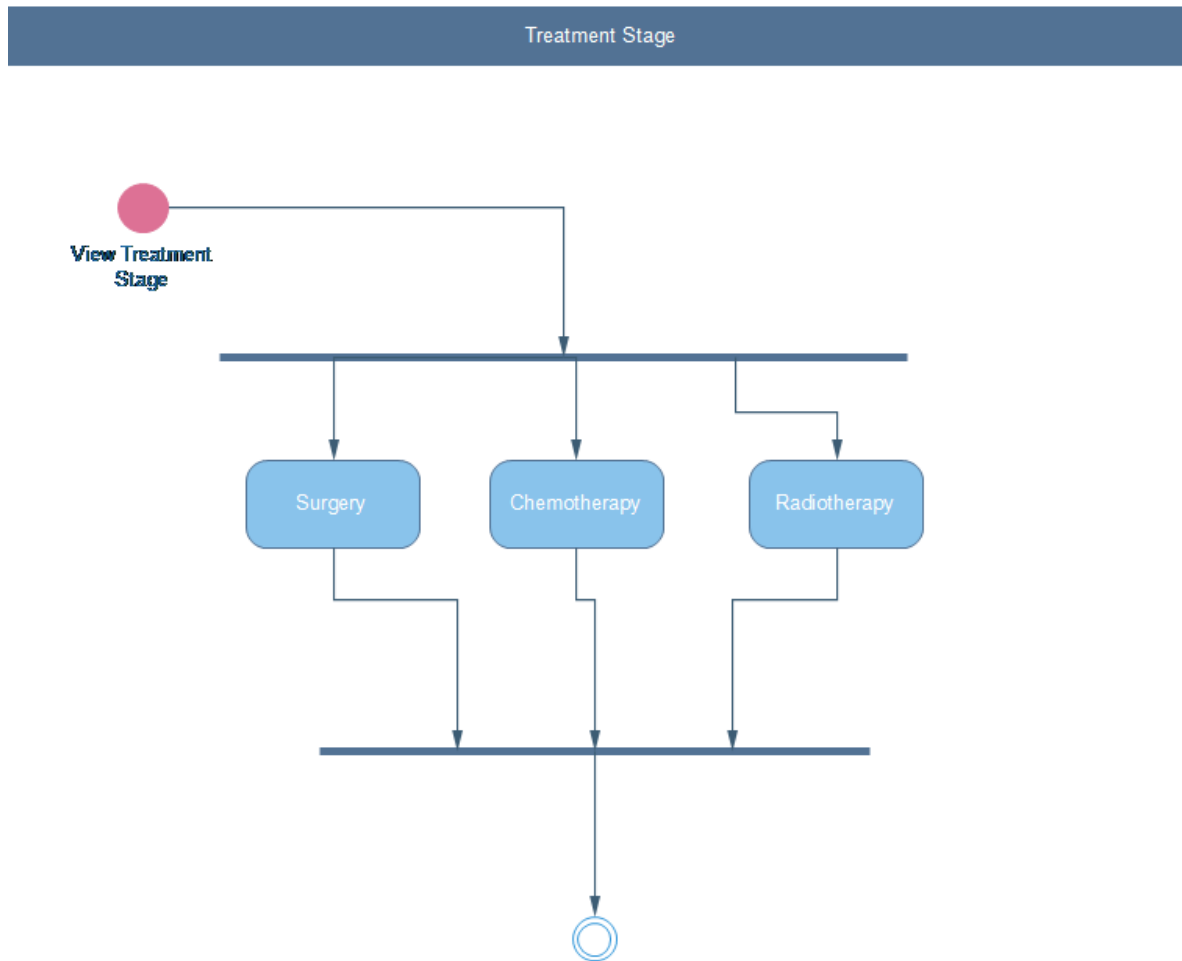 Treatment Stage
View Treatment
Stage
Surgery
Chemotherapy
Radiotherapy